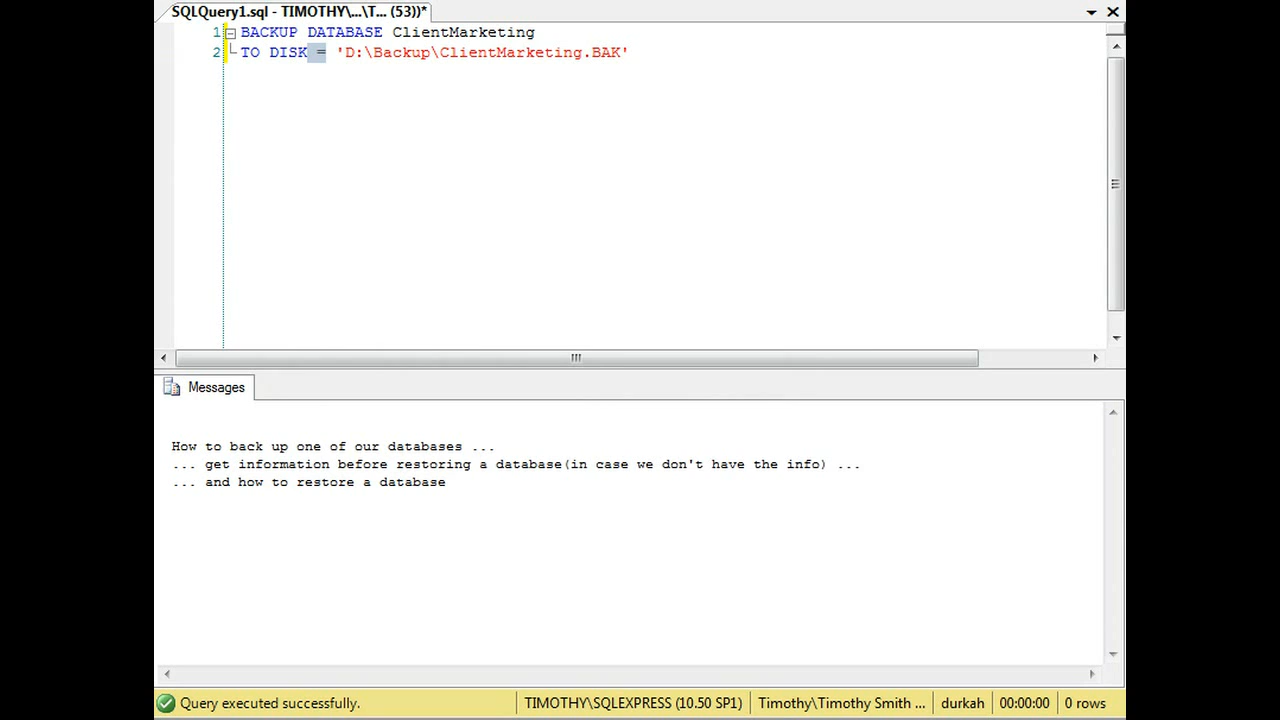 SQLQuery1.sql - TIMOTHY\...\T... (53))*
1 BACKUP DATABASE ClientMarketing
2 TO DISK = 'D:\Backup\ClientMarketing.BAK'
Messages
How to back up one of our databases ...
... get information before restoring a database(in case we don't have the info) ...
... and how to restore a database
Query executed successfully. TIMOTHY\SQLEXPRESS (10.50 SP1) Timothy\Timothy Smith ... durkah 00:00:00 0 rows